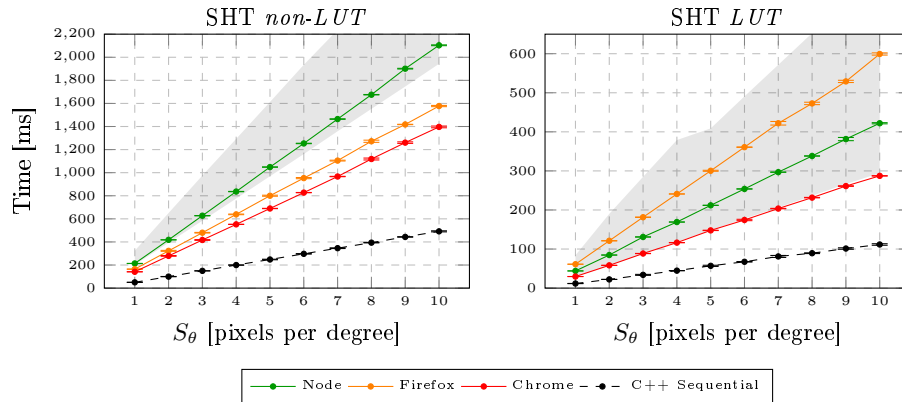 SHT non-LUT
SHT LUT
Time [ms]
2,200
2,000
1,800
1,600
1,400
1,200
1,000
800
600
400
200
0
1 2 3 4 5 6 7 8 9 10
S_θ [pixels per degree]
600
500
400
300
200
100
0
1 2 3 4 5 6 7 8 9 10
S_θ [pixels per degree]
Node Firefox Chrome C++ Sequential